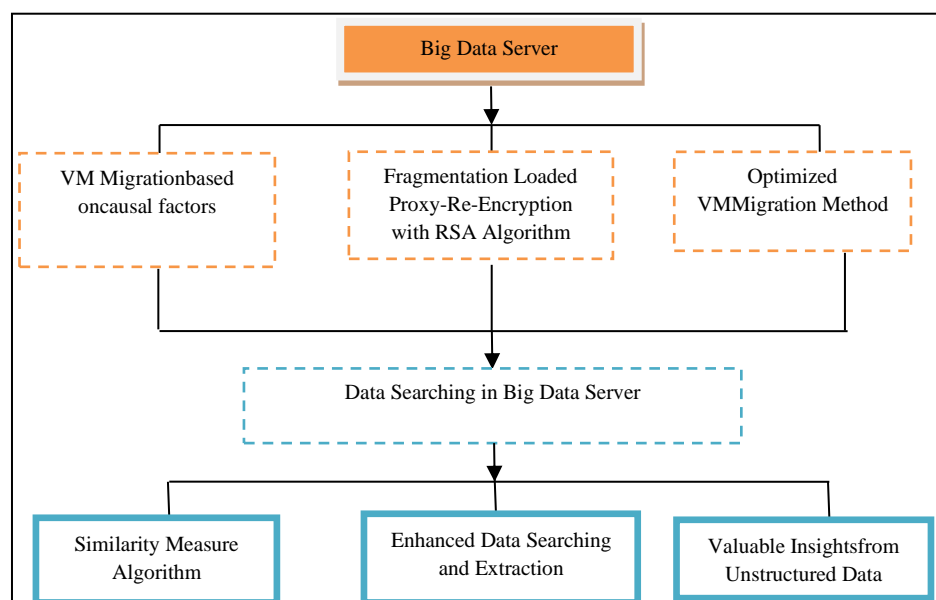 Big Data Server
VM Migrationbased
oncausal factors
Fragmentation Loaded
Proxy-Re-Encryption
with RSA Algorithm
Optimized
VMMigration Method
Data Searching in Big Data Server
Similarity Measure
Algorithm
Enhanced Data Searching
and Extraction
Valuable Insightsfrom
Unstructured Data